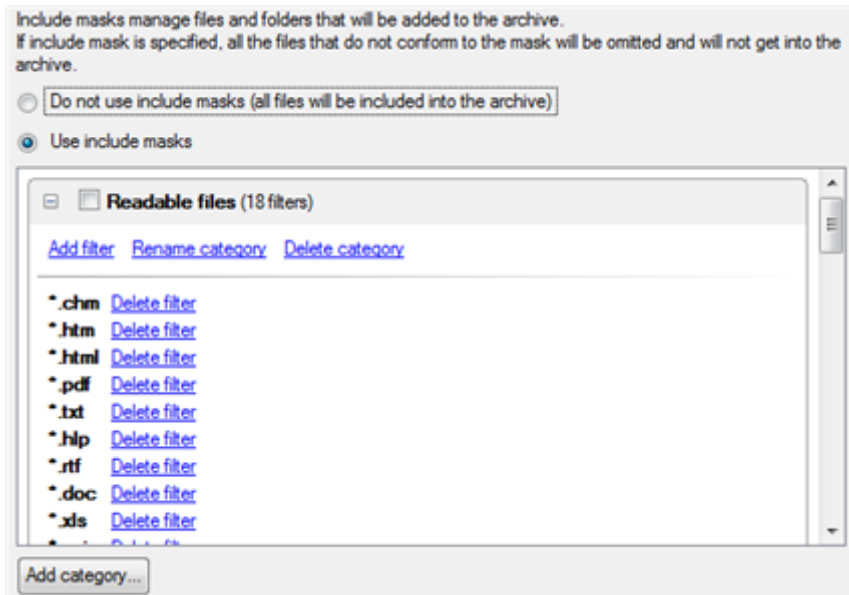 Include masks manage files and folders that will be added to the archive.
If include mask is specified, all the files that do not conform to the mask will be omitted and will not get into the
archive.
Do not use include masks (all files will be included into the archive)
Use include masks
Readable files (18 filters)
Add filter Rename category Delete category
*.chm Delete filter
*.htm Delete filter
*.html Delete filter
*.pdf Delete filter
*.txt Delete filter
*.hlp Delete filter
*.rtf Delete filter
*.doc Delete filter
*.xls Delete filter
Add category...